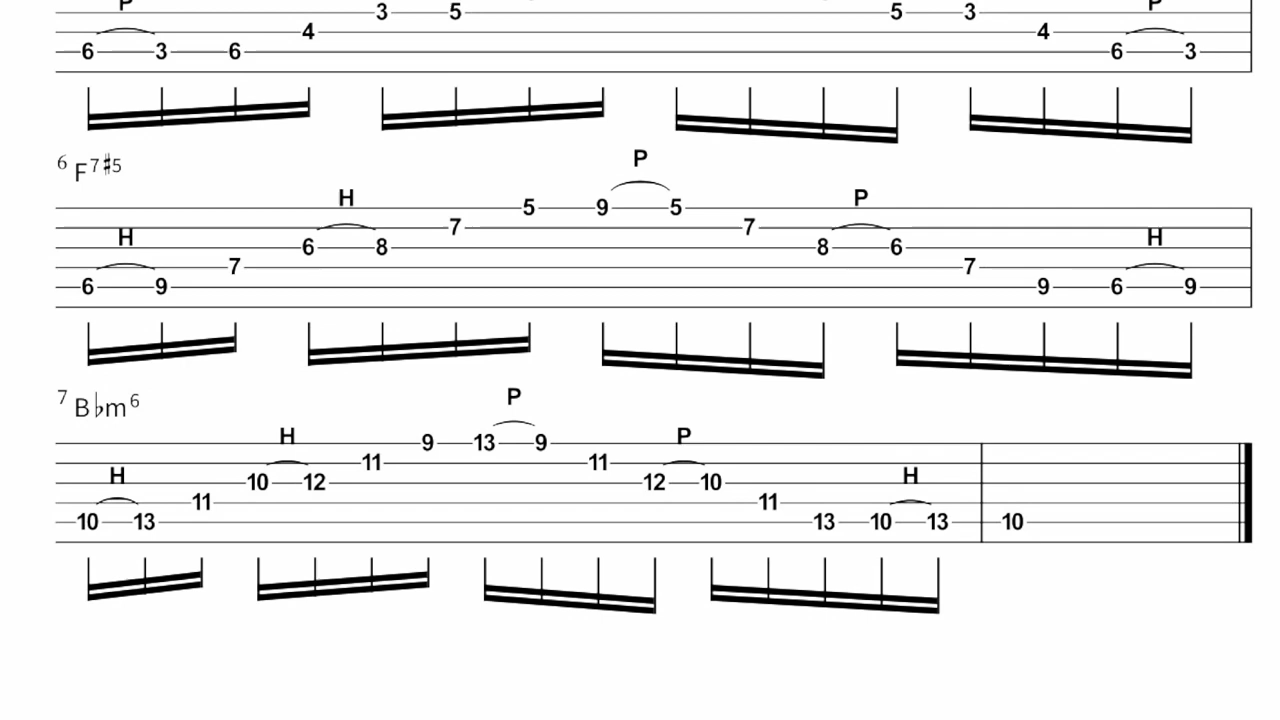 P P
3 5 5 3
4 4
6 3 6 6 3
6 F7♯5
P
H H P H
5 9 5
7 7
6 8 8 6
7 7
6 9 9 6 9
7 B♭m6
P
H H P H
9 13 9
11 11
10 12 12 10
11 11
10 13 13 10 13 10